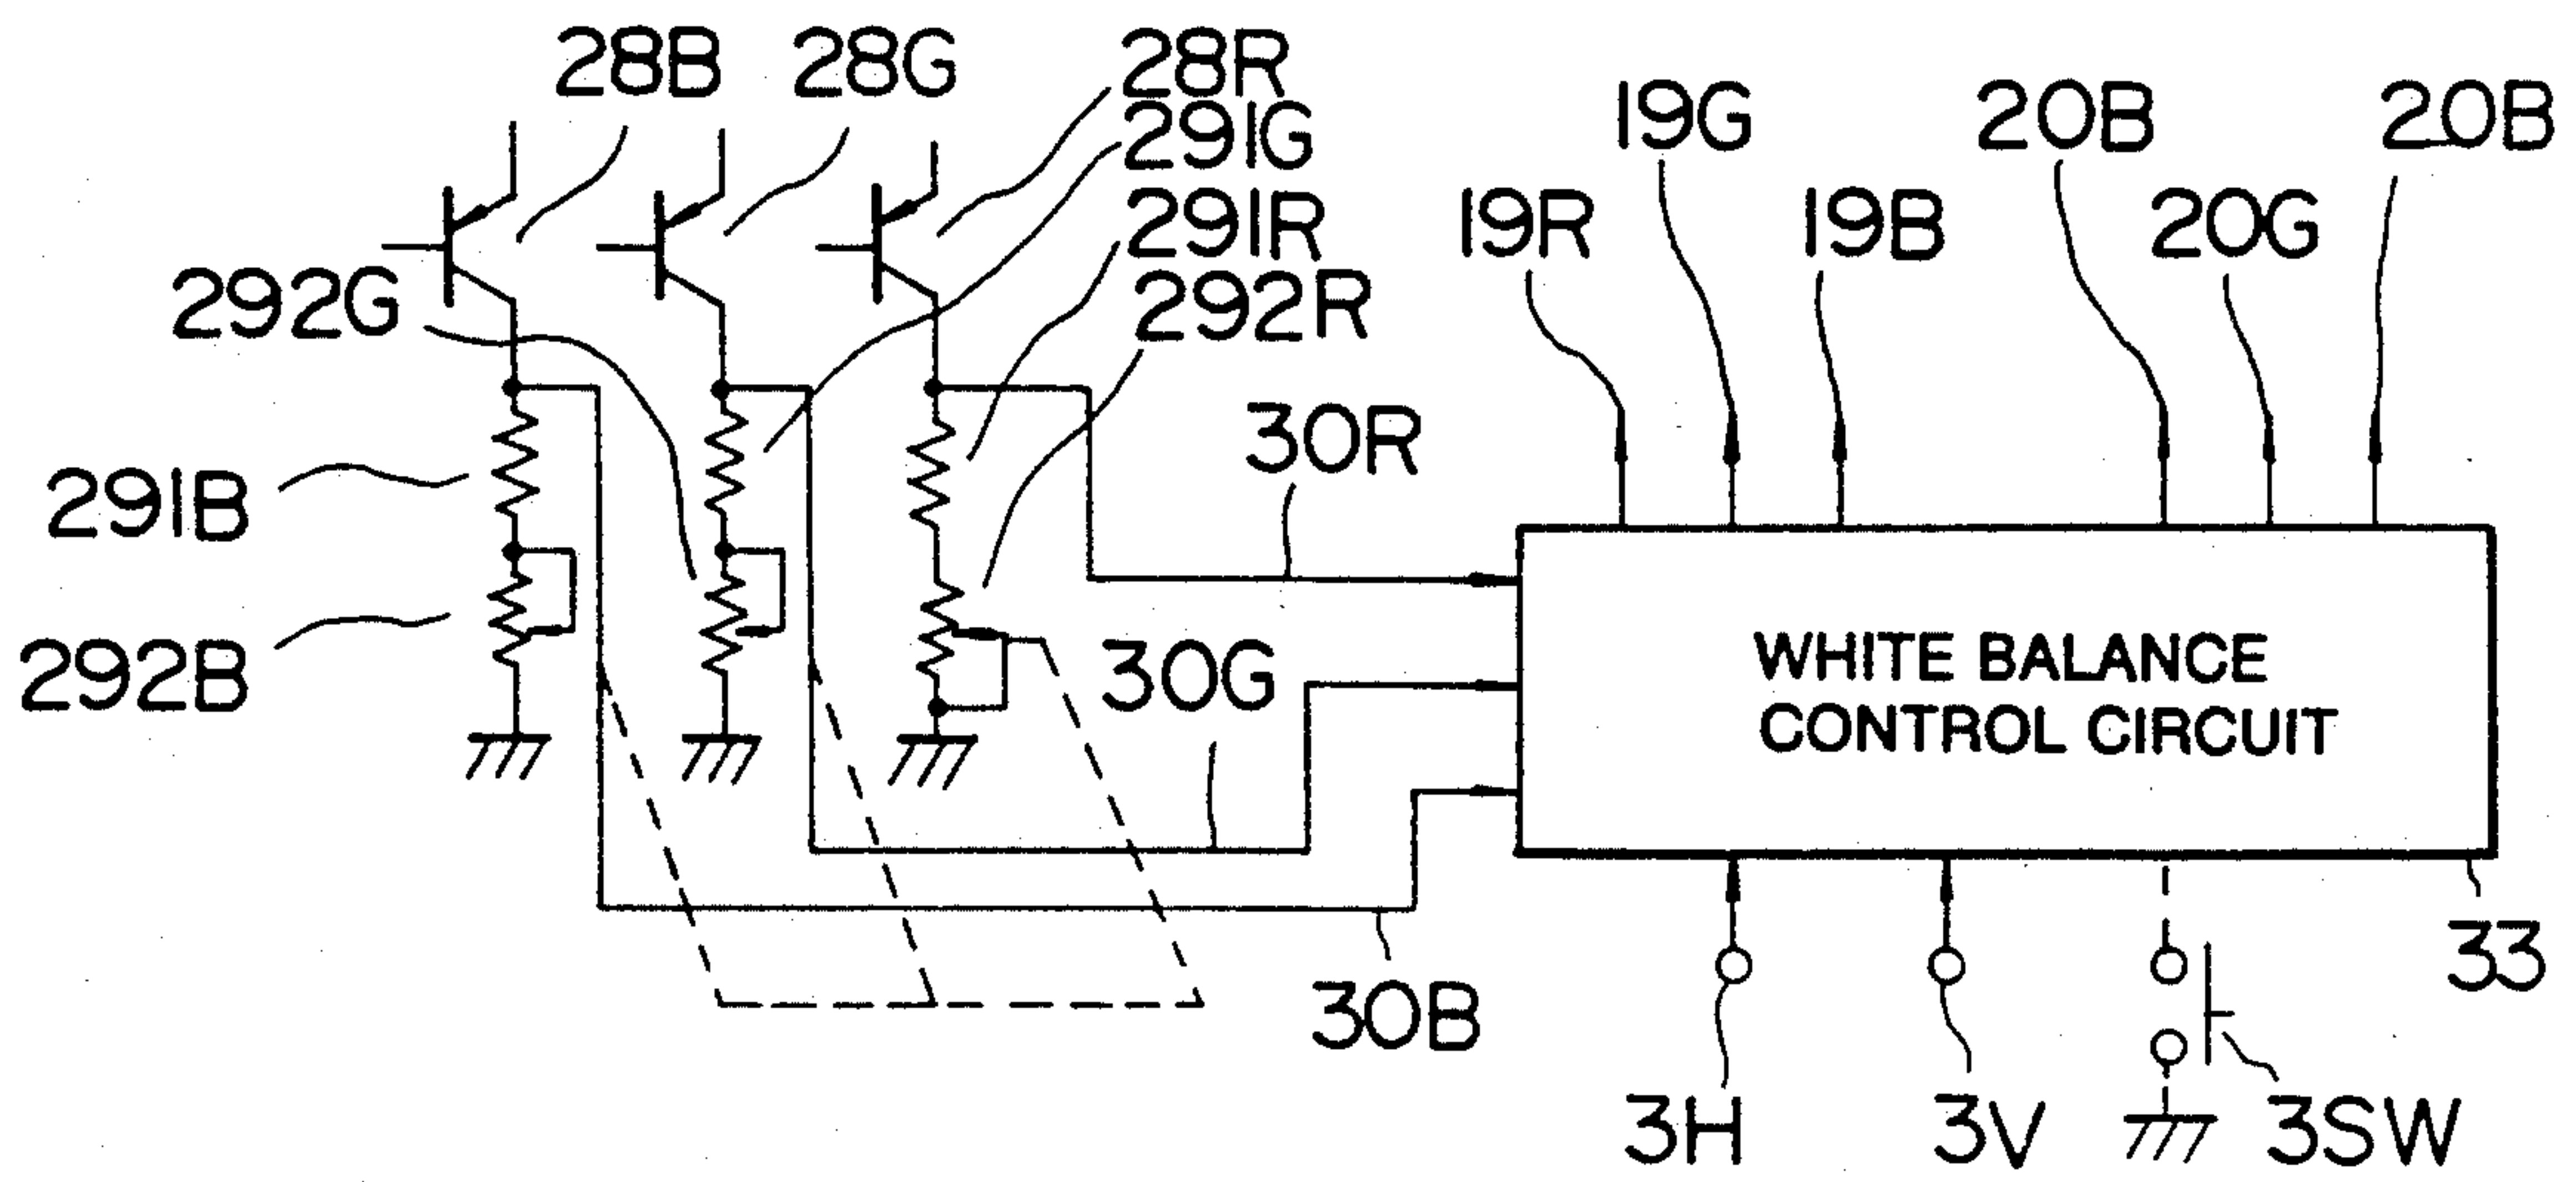 28B
28G
28R
291G
291R
292R
292G
291B
292B
30R
30G
30B
19R
19G
19B
20B
20G
20B
WHITE BALANCE
CONTROL CIRCUIT
33
3H
3V
3SW